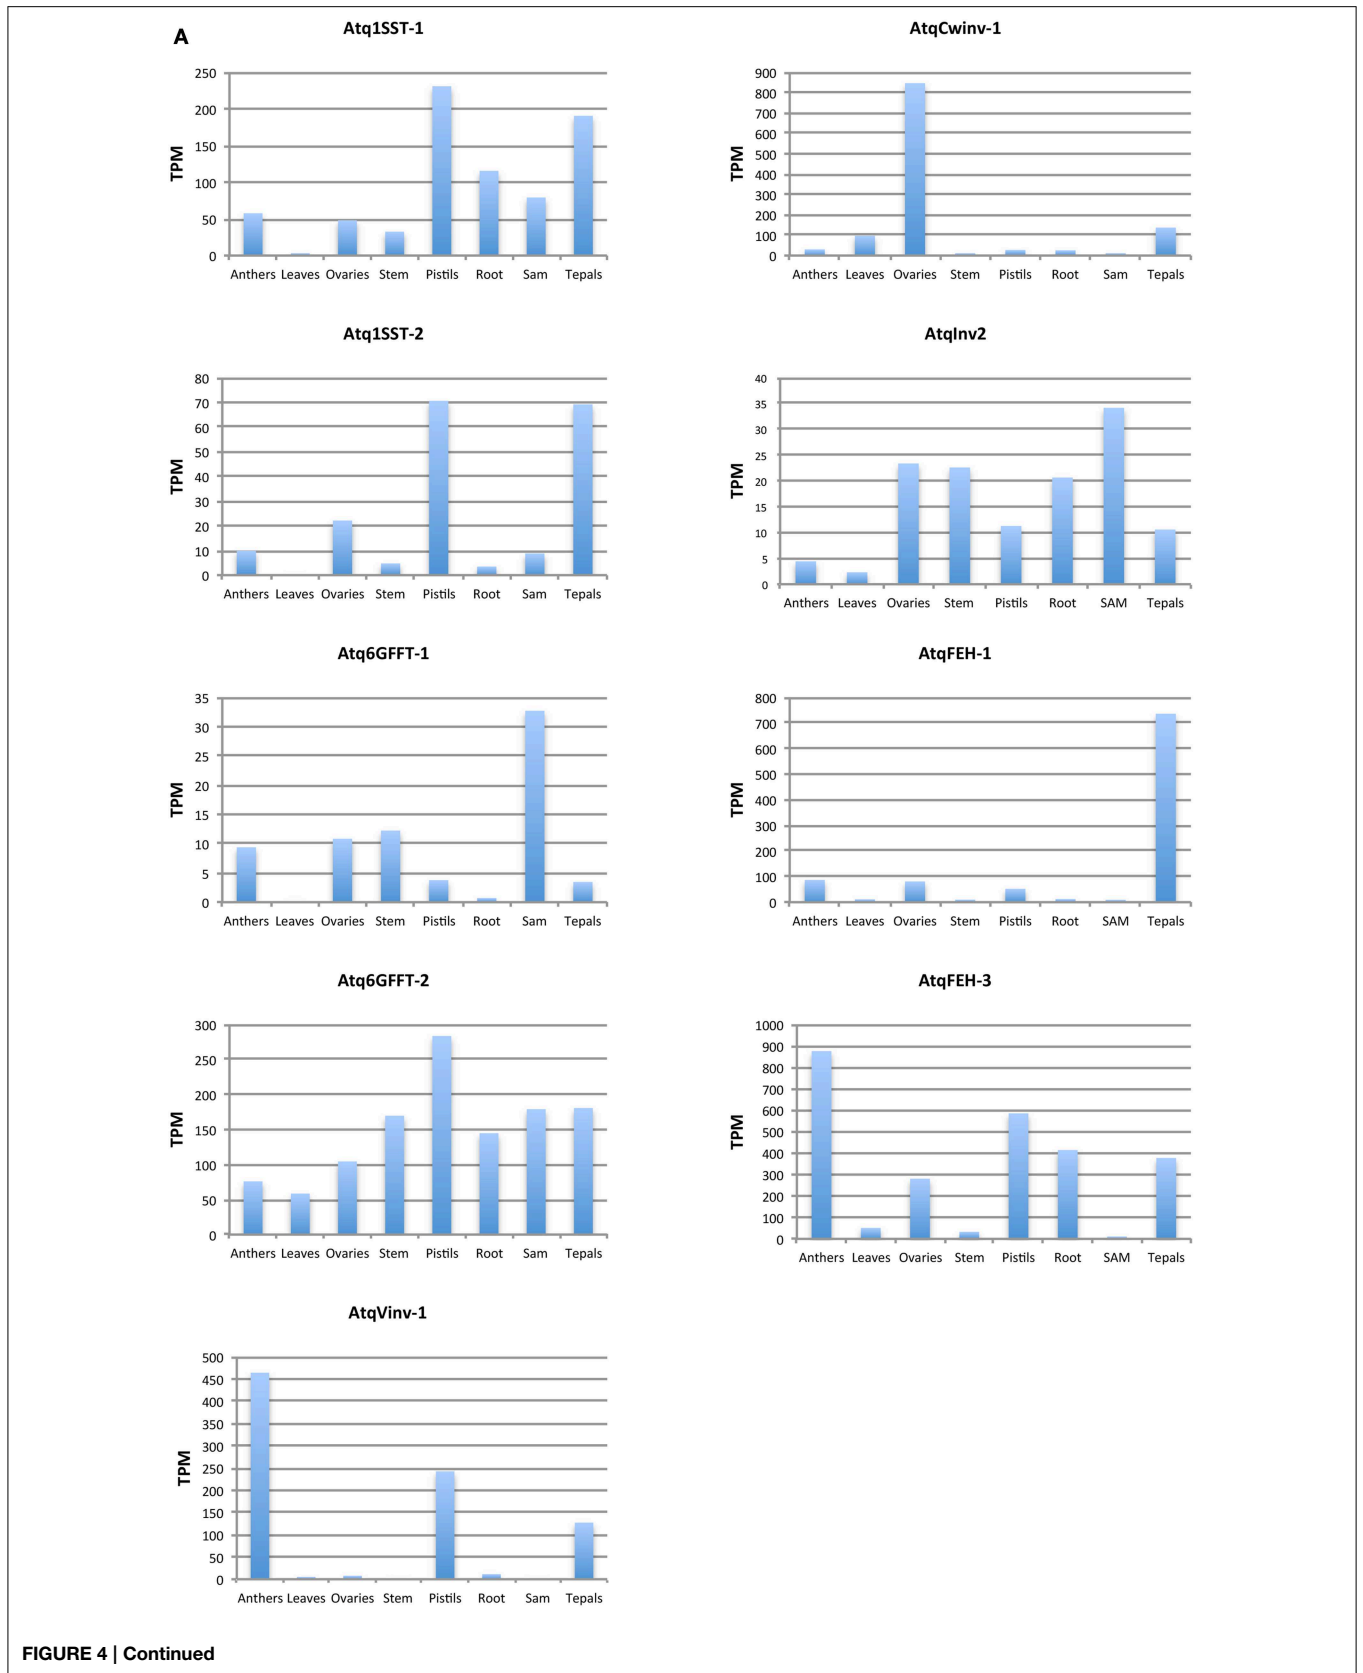 A
Atq1SST-1
250
200
150
100
50
0
TPM
Anthers Leaves Ovaries Stem Pistils Root Sam Tepals
AtqCwinv-1
900
800
700
600
500
400
300
200
100
0
TPM
Anthers Leaves Ovaries Stem Pistils Root Sam Tepals
Atq1SST-2
80
70
60
50
40
30
20
10
0
TPM
Anthers Leaves Ovaries Stem Pistils Root Sam Tepals
AtqInv2
40
35
30
25
20
15
10
5
0
TPM
Anthers Leaves Ovaries Stem Pistils Root SAM Tepals
Atq6GFFT-1
35
30
25
20
15
10
5
0
TPM
Anthers Leaves Ovaries Stem Pistils Root Sam Tepals
AtqFEH-1
800
700
600
500
400
300
200
100
0
TPM
Anthers Leaves Ovaries Stem Pistils Root SAM Tepals
Atq6GFFT-2
300
250
200
150
100
50
0
TPM
Anthers Leaves Ovaries Stem Pistils Root Sam Tepals
AtqFEH-3
1000
900
800
700
600
500
400
300
200
100
0
TPM
Anthers Leaves Ovaries Stem Pistils Root SAM Tepals
AtqVinv-1
500
450
400
350
300
250
200
150
100
50
0
TPM
Anthers Leaves Ovaries Stem Pistils Root Sam Tepals
FIGURE 4 | Continued